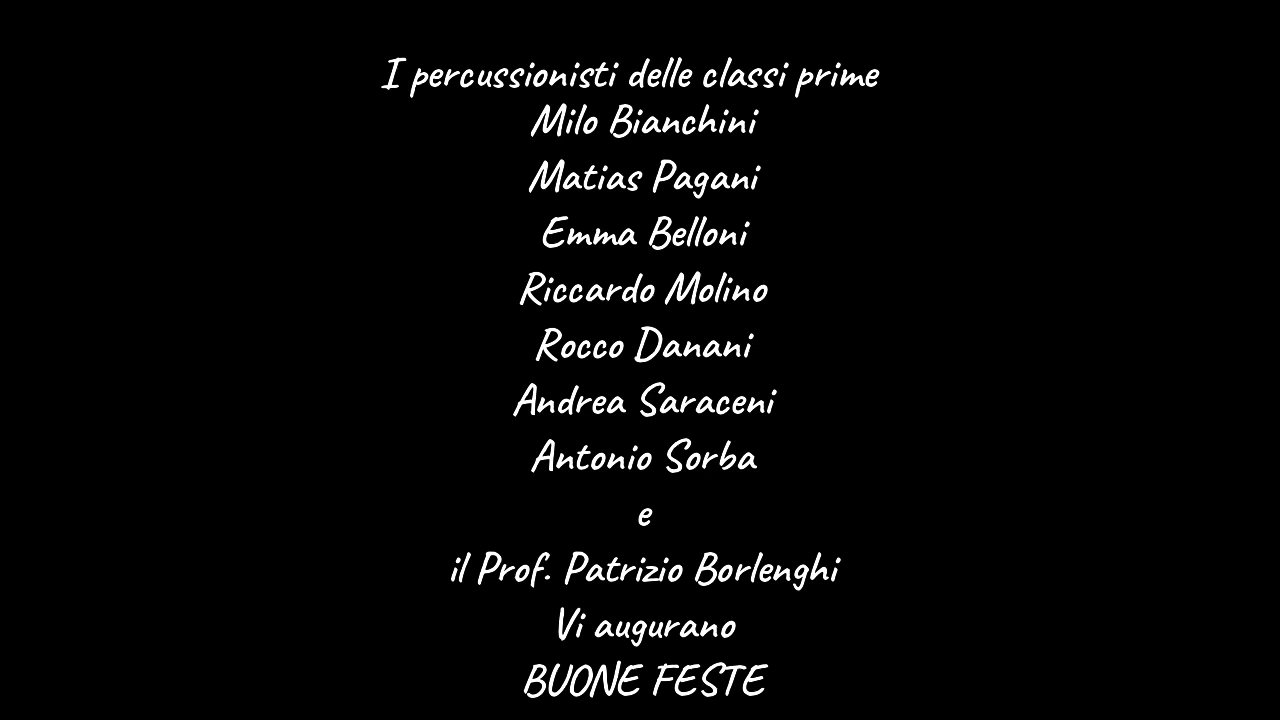 I percussionisti delle classi prime
Milo Bianchini
Matias Pagani
Emma Belloni
Riccardo Molino
Rocco Danani
Andrea Saraceni
Antonio Sorba
e
il Prof. Patrizio Borlenghi
Vi augurano
BUONE FESTE